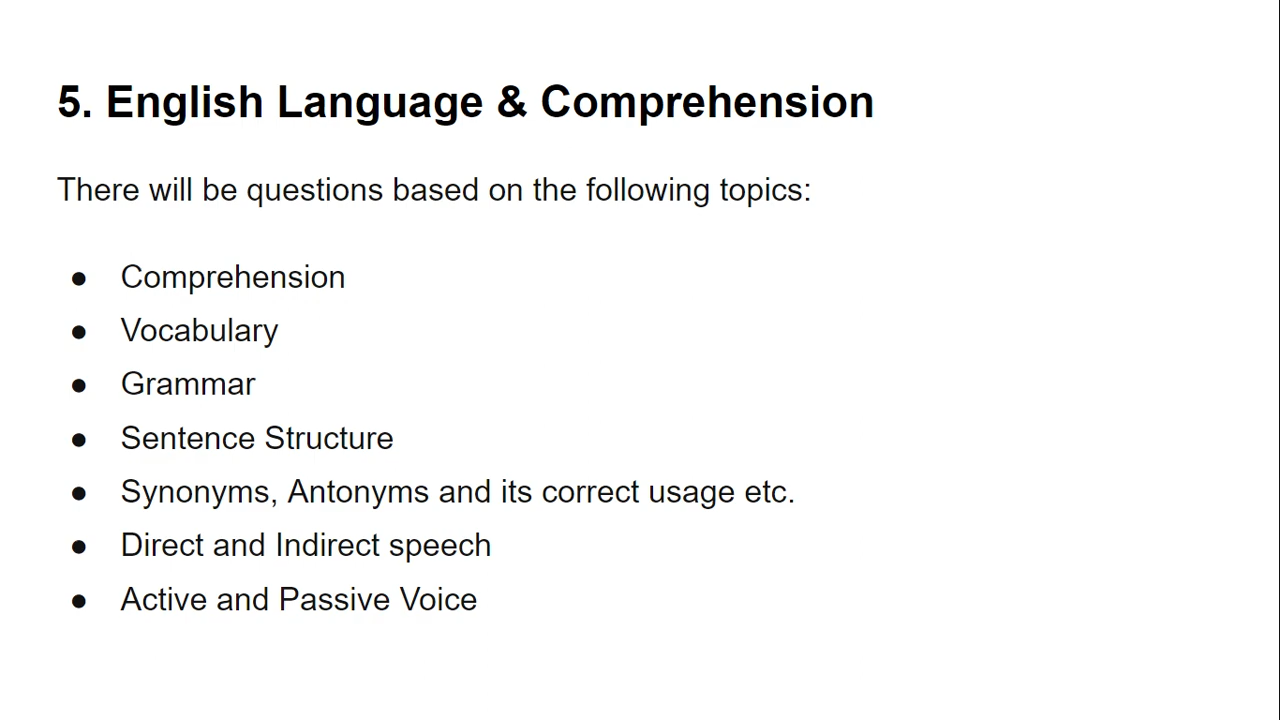 5. English Language & Comprehension
There will be questions based on the following topics:
● Comprehension
● Vocabulary
● Grammar
● Sentence Structure
● Synonyms, Antonyms and its correct usage etc.
● Direct and Indirect speech
● Active and Passive Voice